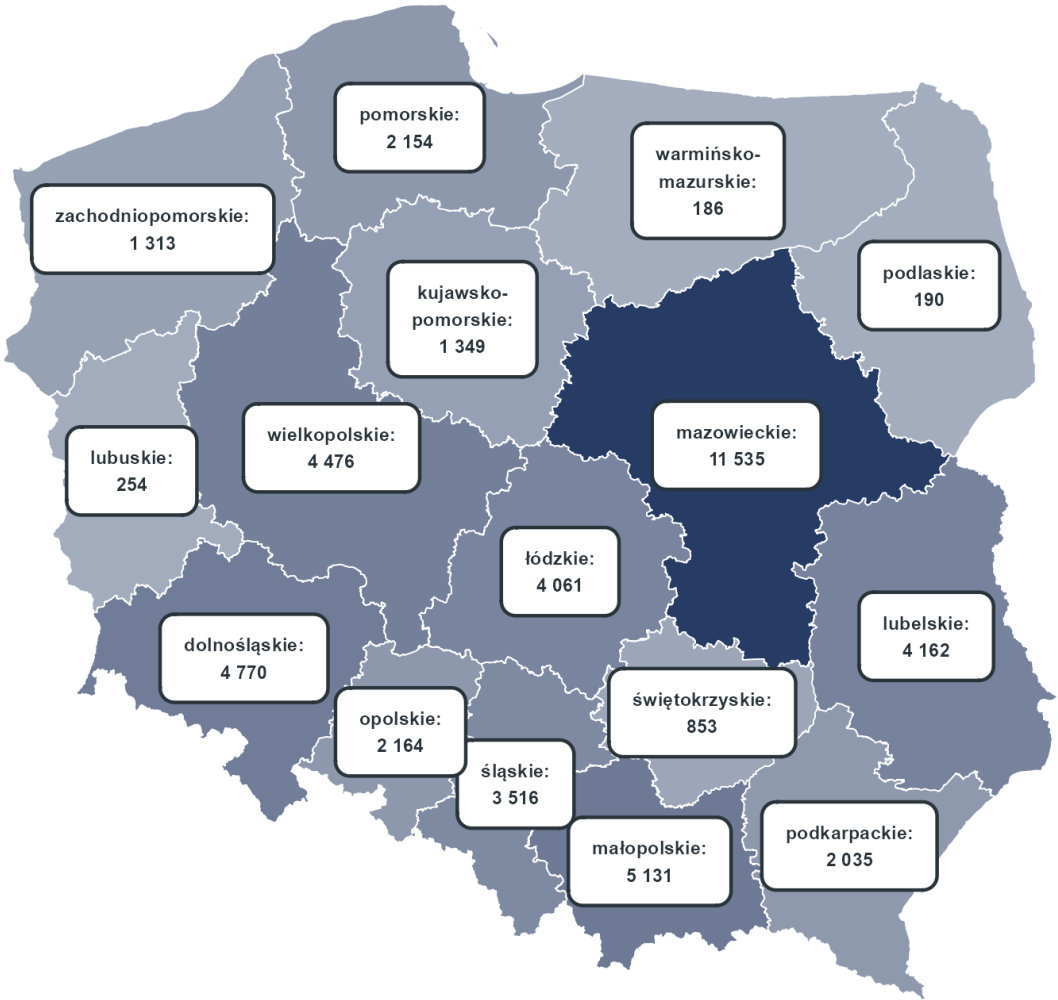 pomorskie:
2 154
warmińsko-
mazurskie:
186
zachodniopomorskie:
1 313
podlaskie:
190
kujawsko-
pomorskie:
1 349
wielkopolskie:
4 476
mazowieckie:
11 535
lubuskie:
254
łódzkie:
4 061
lubelskie:
4 162
dolnośląskie:
4 770
świętokrzyskie:
853
opolskie:
2 164
śląskie:
3 516
małopolskie:
5 131
podkarpackie:
2 035